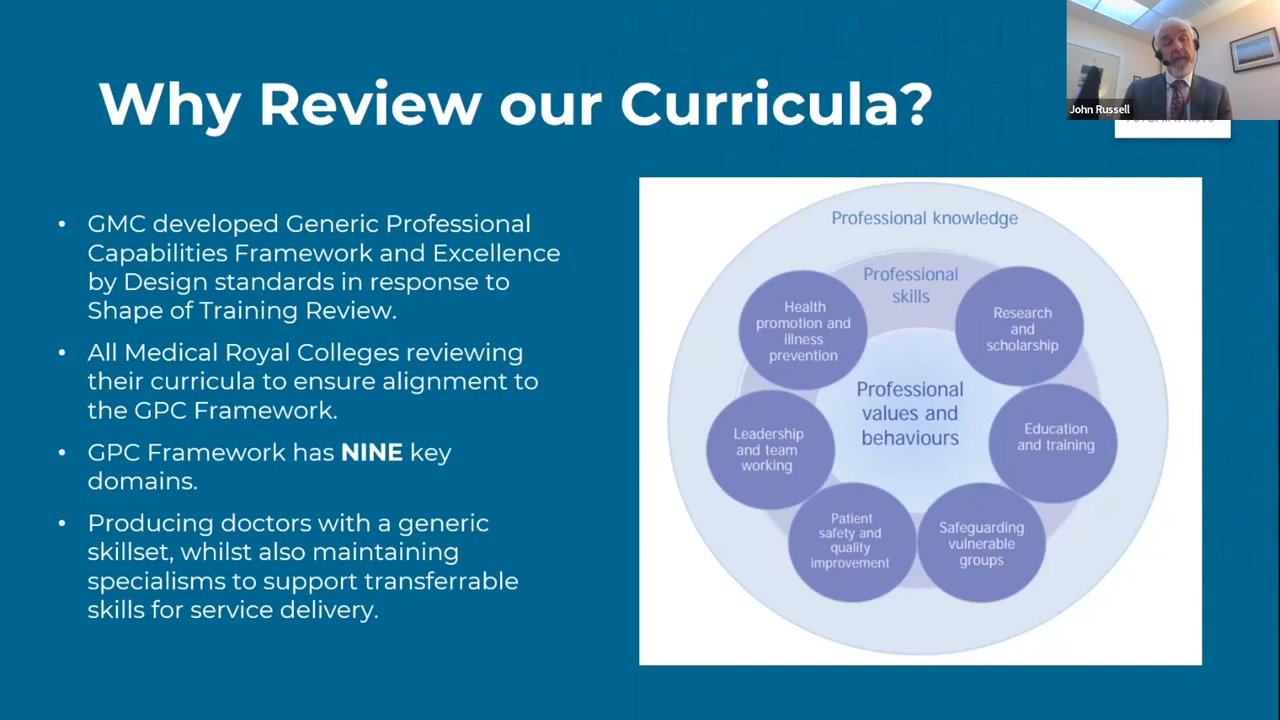 Why Review our Curricula?
John Russell
• GMC developed Generic Professional
Capabilities Framework and Excellence
by Design standards in response to
Shape of Training Review.
• All Medical Royal Colleges reviewing
their curricula to ensure alignment to
the GPC Framework.
• GPC Framework has NINE key
domains.
• Producing doctors with a generic
skillset, whilst also maintaining
specialisms to support transferrable
skills for service delivery.
Professional knowledge
Professional
skills
Health
promotion and
illness
prevention
Research
and
scholarship
Professional
values and
behaviours
Leadership
and team
working
Education
and training
Patient
safety and
quality
improvement
Safeguarding
vulnerable
groups